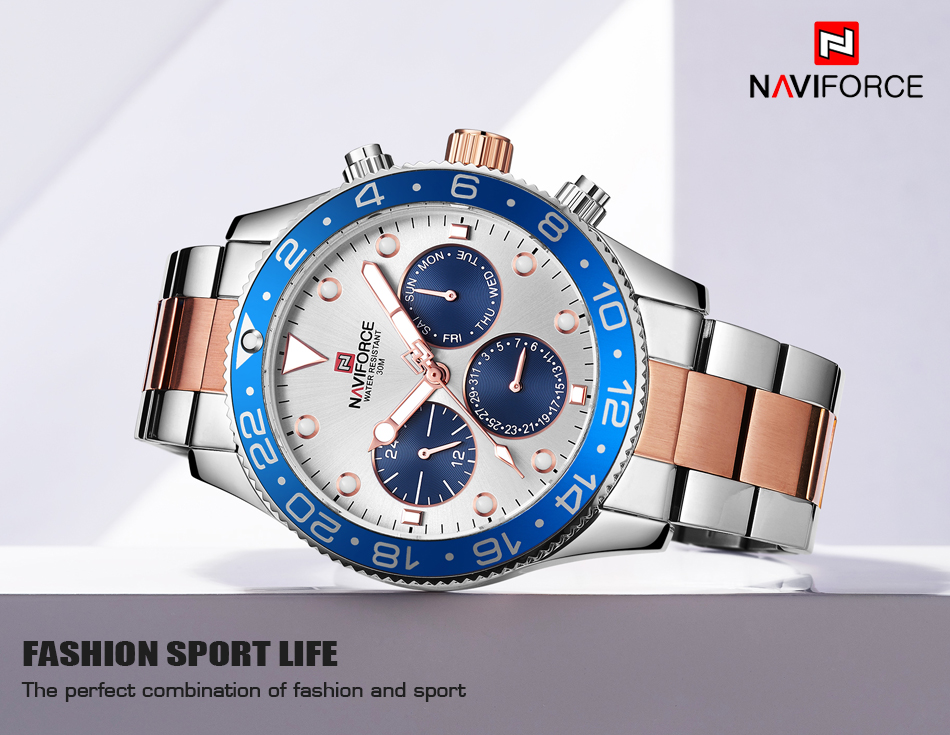 NAVIFORCE
2 4 6 8 10 12 14 16 18 20 22
NAVIFORCE
WATER RESISTANT
30M
SUN MON TUE WED THU FRI SAT
3 5 7 6 11 13 15 17 19 21 23 25 27 29 31
24 12
FASHION SPORT LIFE
The perfect combination of fashion and sport